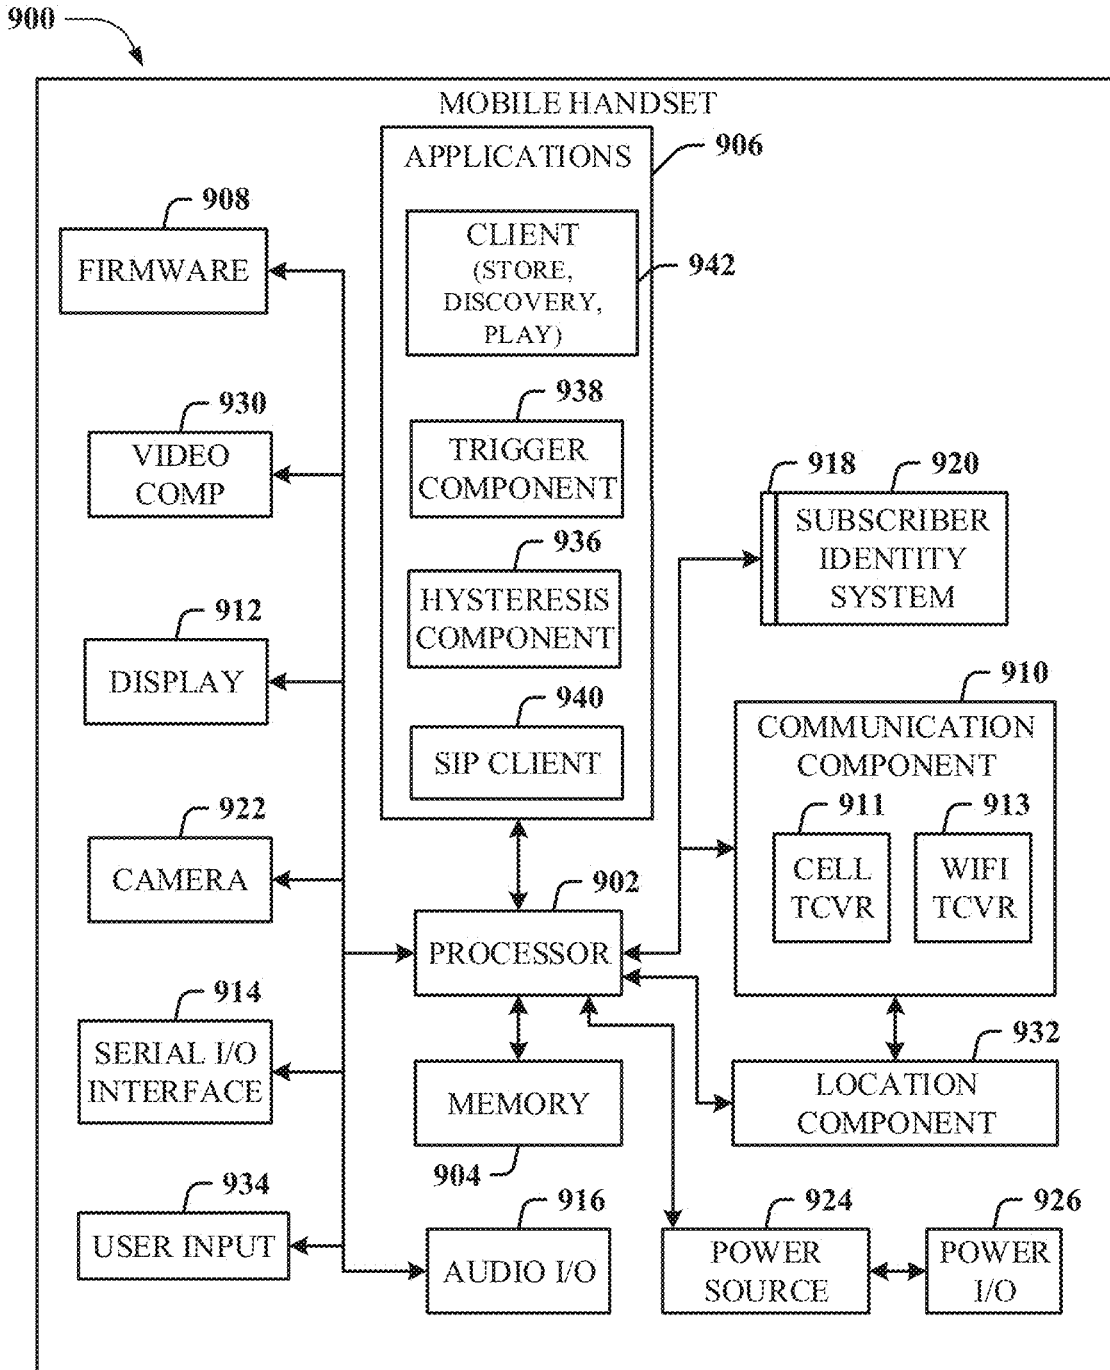 900
MOBILE HANDSET
APPLICATIONS
906
CLIENT
(STORE,
DISCOVERY,
PLAY)
942
938
TRIGGER
COMPONENT
936
HYSTERESIS
COMPONENT
940
SIP CLIENT
908
FIRMWARE
930
VIDEO
COMP
912
DISPLAY
922
CAMERA
914
SERIAL I/O
INTERFACE
934
USER INPUT
902
PROCESSOR
MEMORY
904
916
AUDIO I/O
918
920
SUBSCRIBER
IDENTITY
SYSTEM
910
COMMUNICATION
COMPONENT
911
CELL
TCVR
913
WIFI
TCVR
932
LOCATION
COMPONENT
924
POWER
SOURCE
926
POWER
I/O